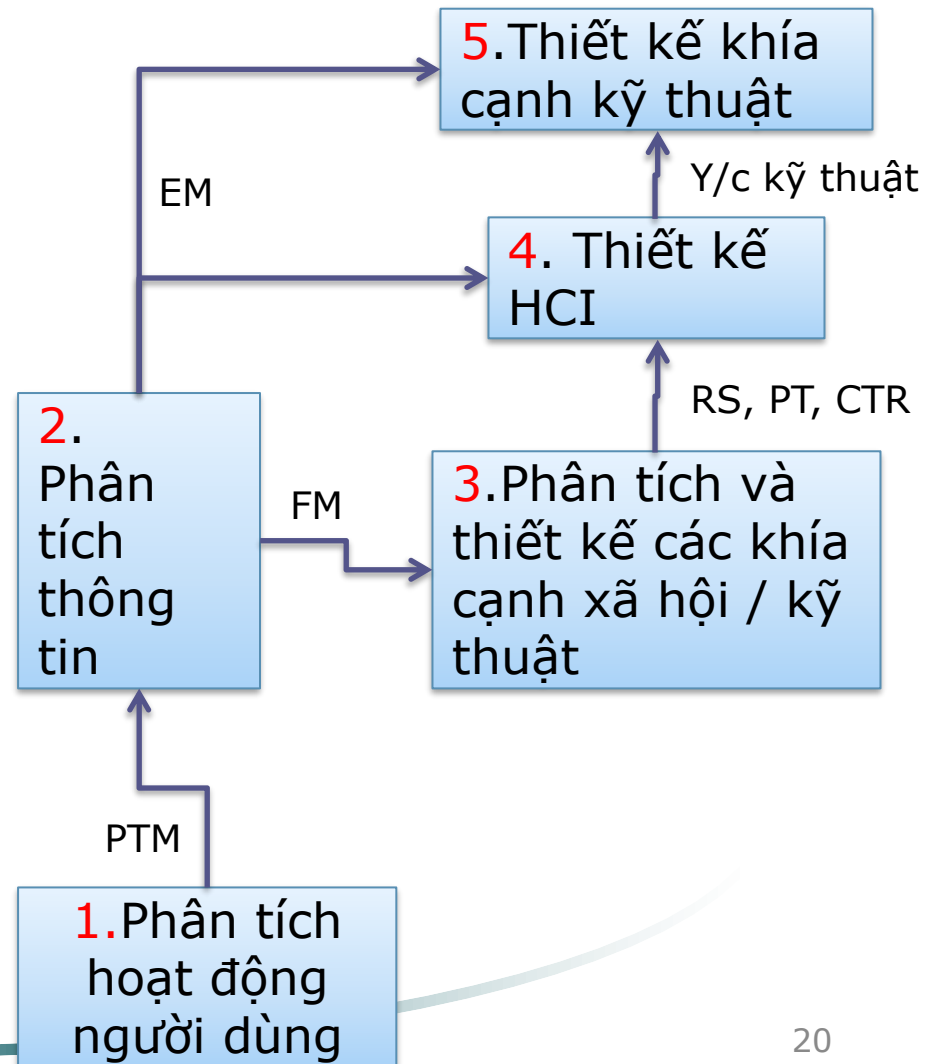 5.Thiết kế khía
cạnh kỹ thuật
EM
Y/c kỹ thuật
4. Thiết kế
HCI
RS, PT, CTR
2.
Phân
tích
thông
tin
FM
3.Phân tích và
thiết kế các khía
cạnh xã hội / kỹ
thuật
PTM
1.Phân tích
hoạt động
người dùng
20